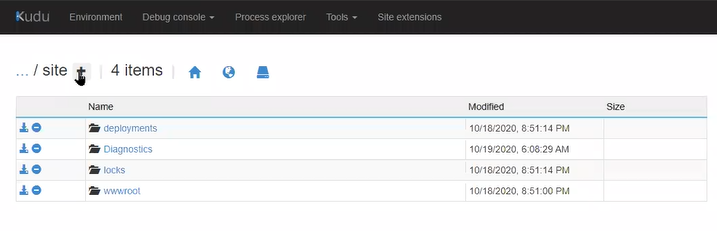 Kudu Environment Debug console Process explorer Tools Site extensions
... / site | 4 items |
Name Modified Size
deployments 10/18/2020, 8:51:14 PM
Diagnostics 10/19/2020, 6:08:29 AM
locks 10/18/2020, 8:51:14 PM
wwwroot 10/18/2020, 8:51:00 PM